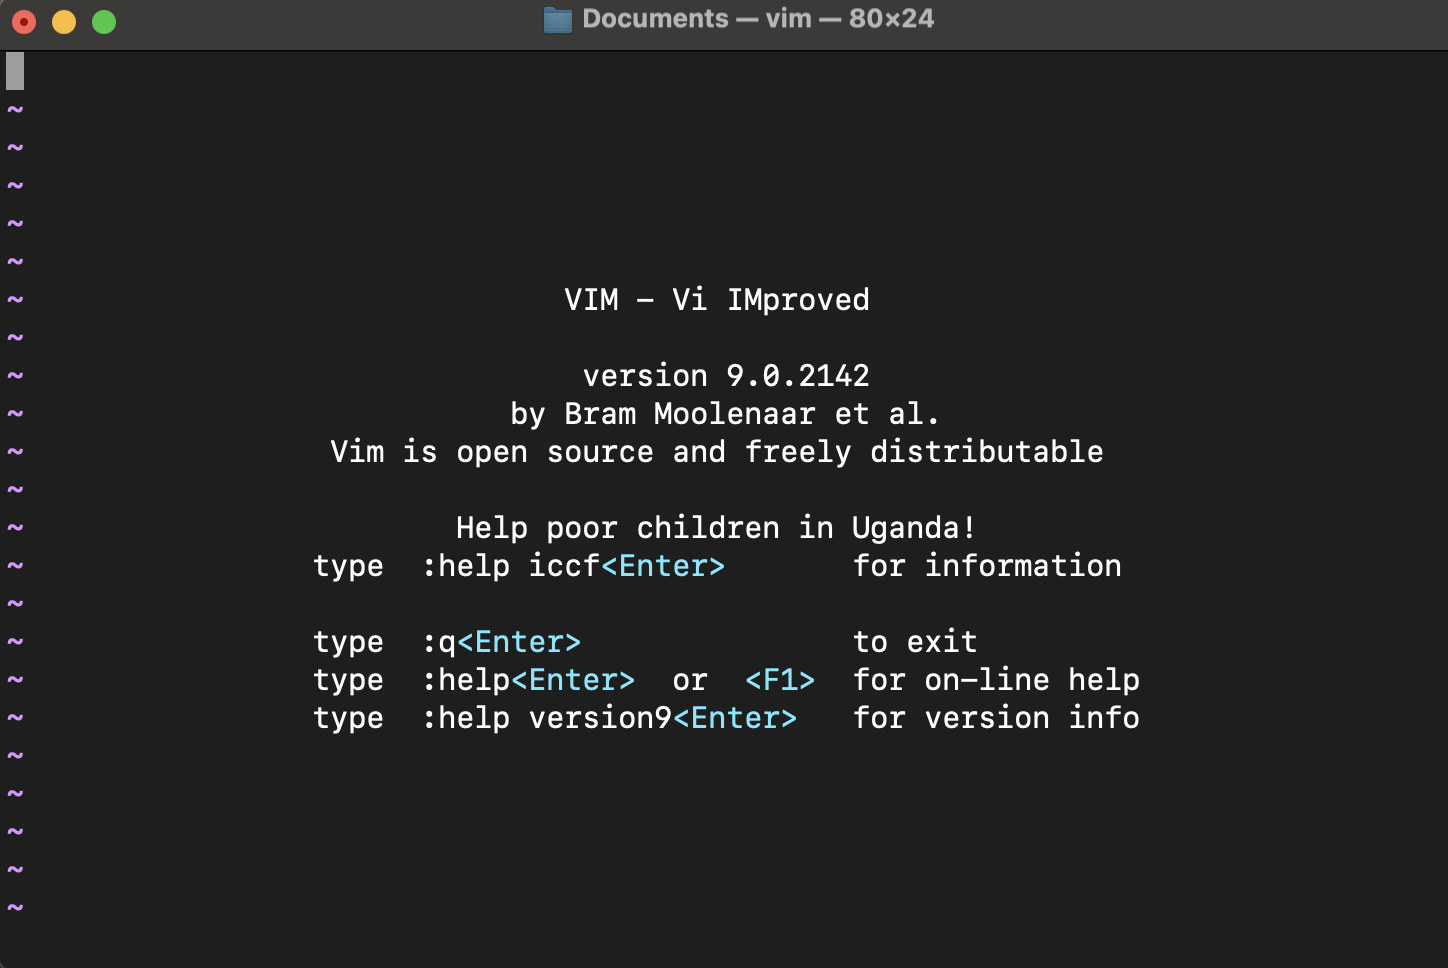 Documents — vim — 80×24
~
~
~
~
~
~ VIM - Vi IMproved
~
~ version 9.0.2142
~ by Bram Moolenaar et al.
~ Vim is open source and freely distributable
~
~ Help poor children in Uganda!
~ type :help iccf<Enter> for information
~
~ type :q<Enter> to exit
~ type :help<Enter> or <F1> for on-line help
~ type :help version9<Enter> for version info
~
~
~
~
~